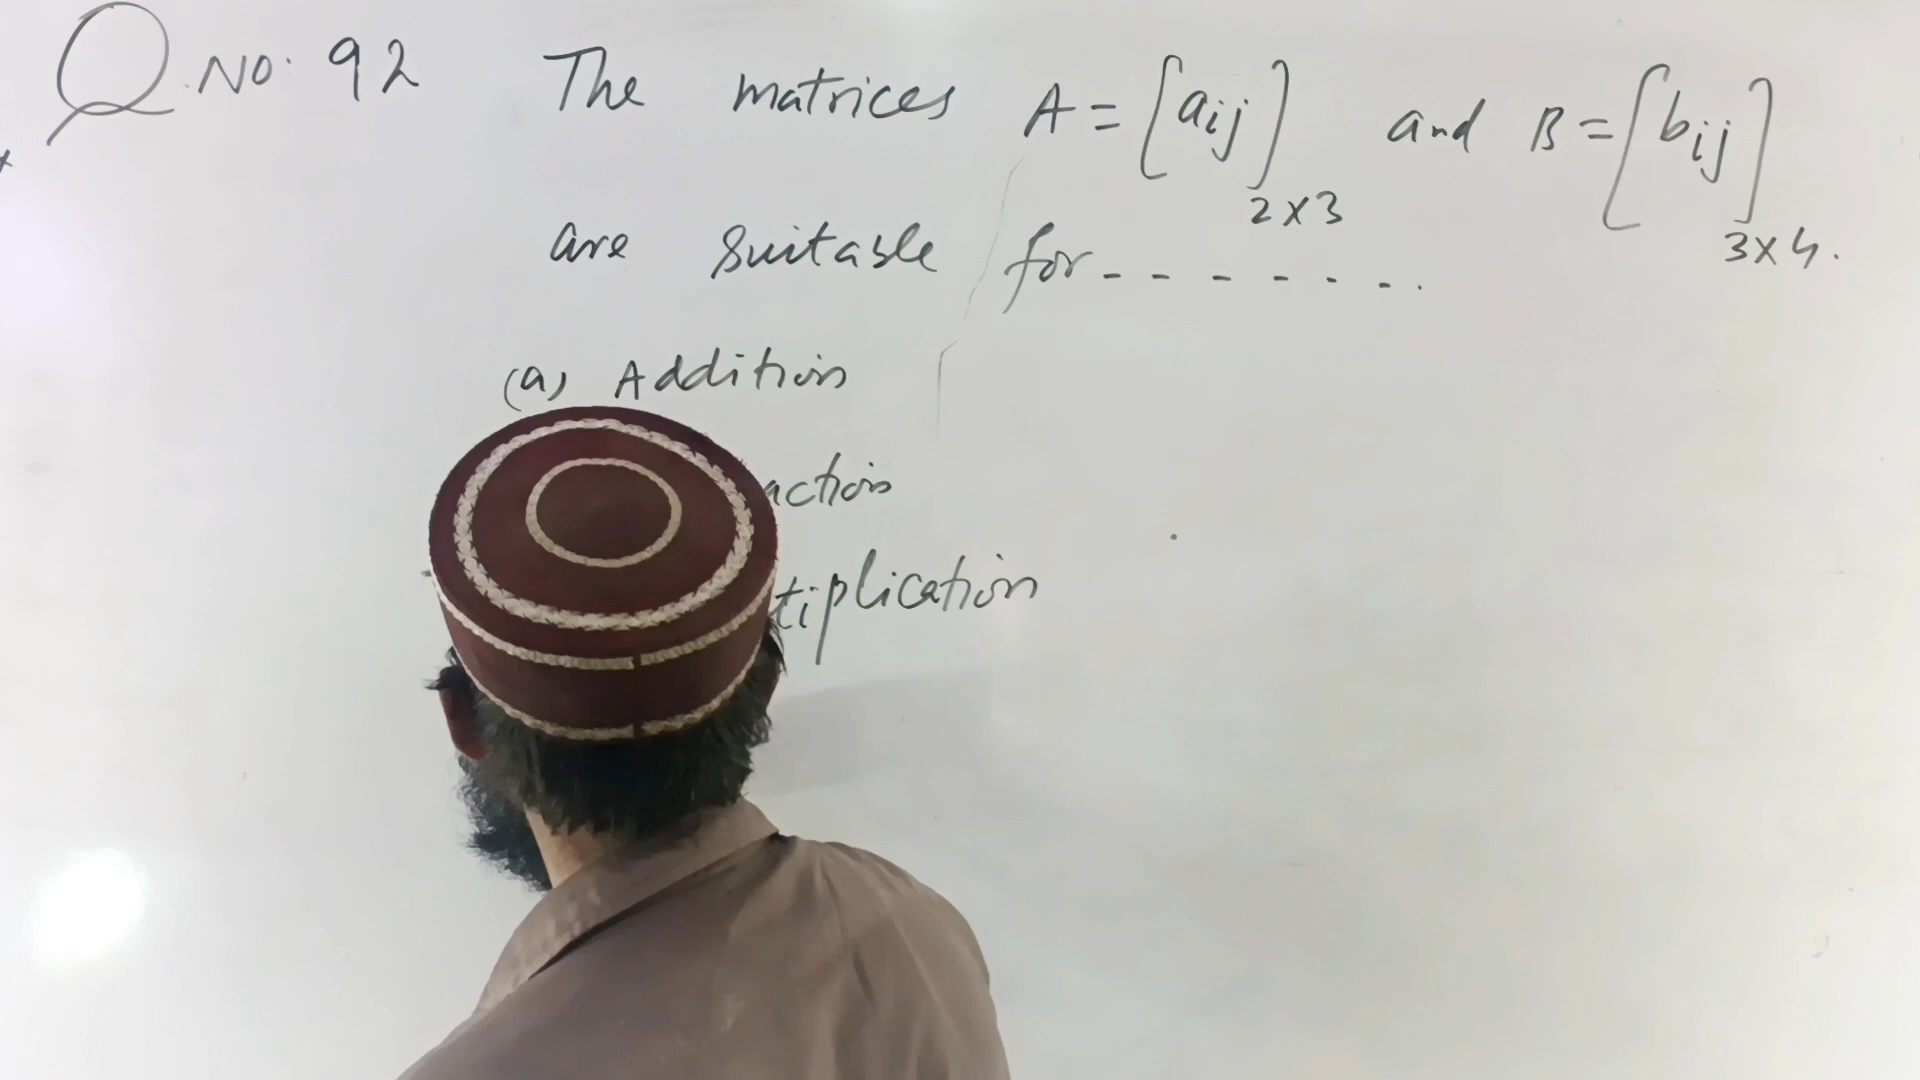 Q.No. 92 The matrices A = [aij]2x3 and B = [bij]3x4.
are suitable for - - - - - - .
(a) Addition
action
tiplication